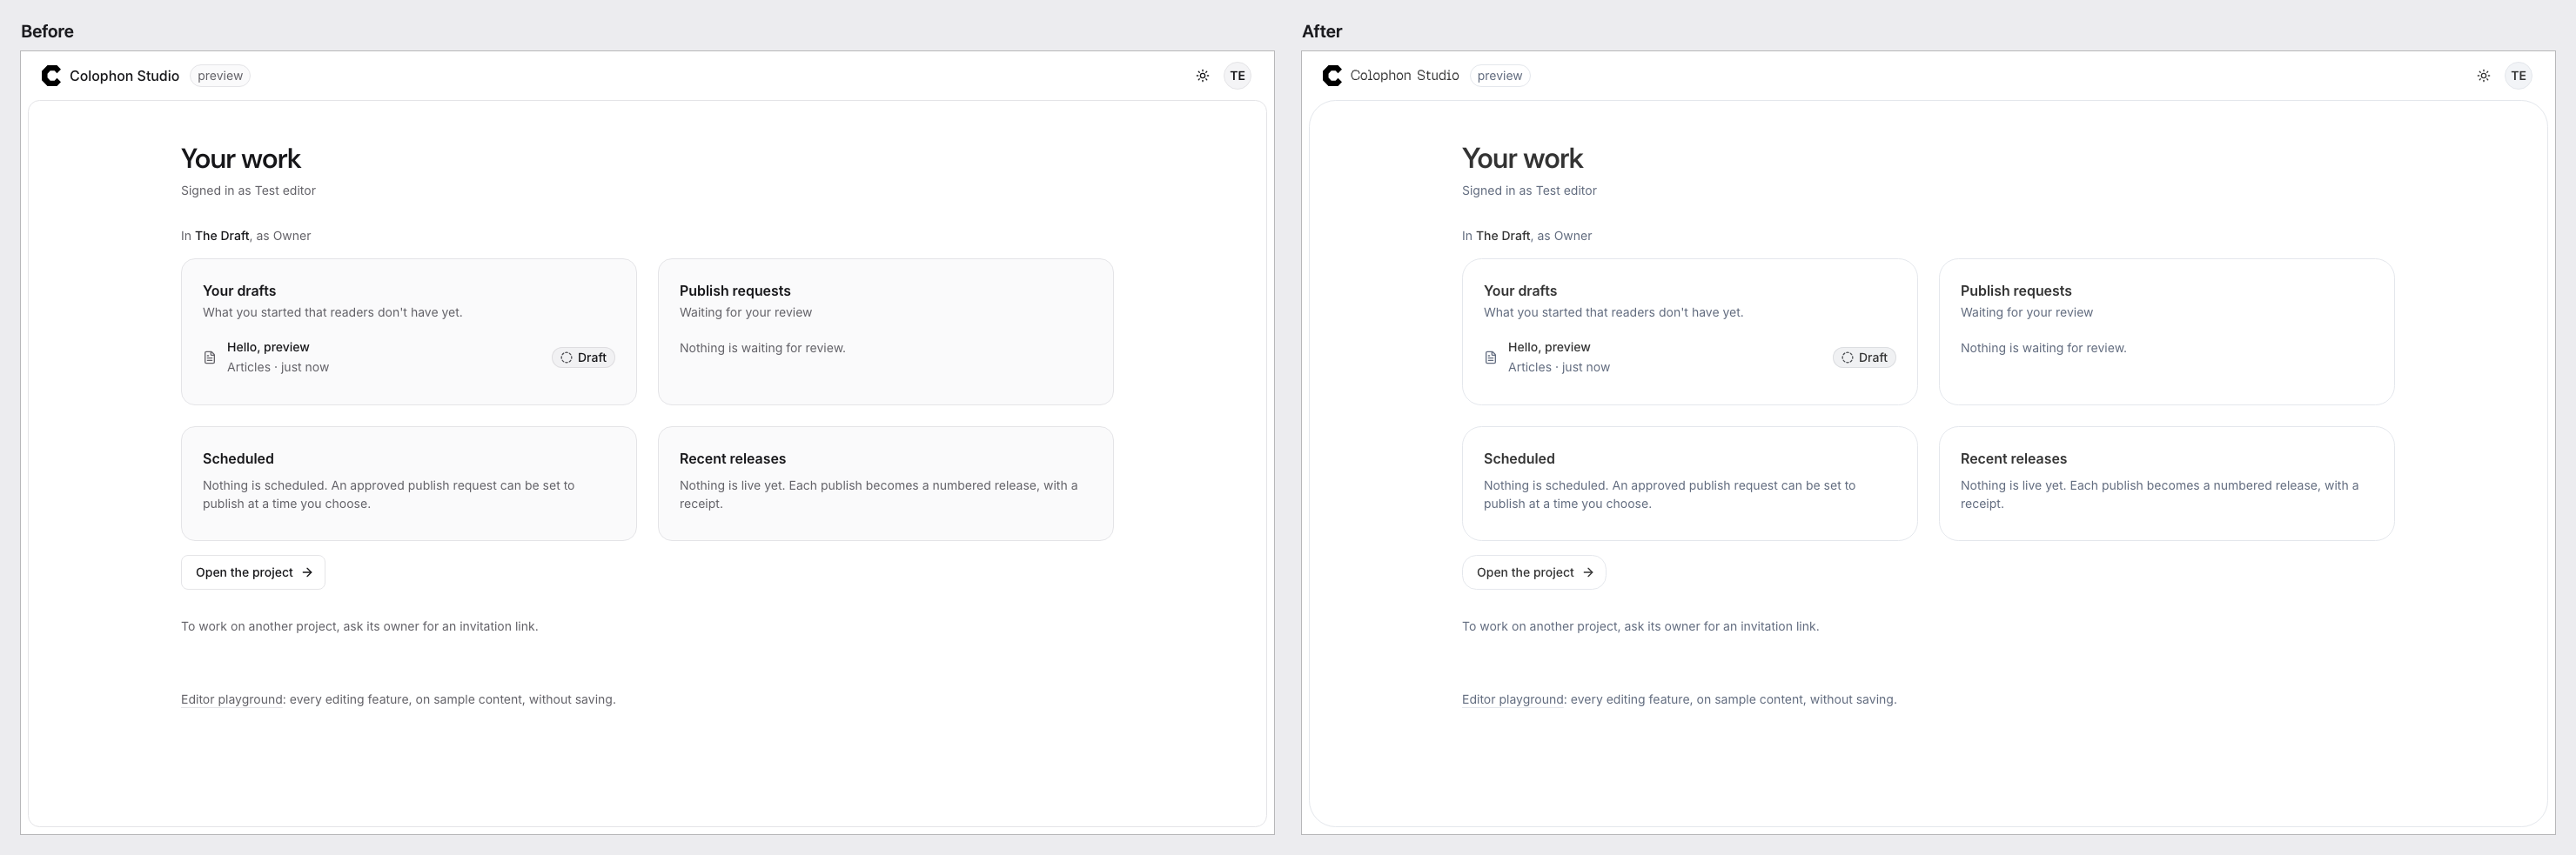 Before
Colophon Studio preview TE
Your work
Signed in as Test editor
In The Draft, as Owner
Your drafts
What you started that readers don't have yet.
Hello, preview
Articles · just now
Draft
Publish requests
Waiting for your review
Nothing is waiting for review.
Scheduled
Nothing is scheduled. An approved publish request can be set to
publish at a time you choose.
Recent releases
Nothing is live yet. Each publish becomes a numbered release, with a
receipt.
Open the project
To work on another project, ask its owner for an invitation link.
Editor playground: every editing feature, on sample content, without saving.
After
Colophon Studio preview TE
Your work
Signed in as Test editor
In The Draft, as Owner
Your drafts
What you started that readers don't have yet.
Hello, preview
Articles · just now
Draft
Publish requests
Waiting for your review
Nothing is waiting for review.
Scheduled
Nothing is scheduled. An approved publish request can be set to
publish at a time you choose.
Recent releases
Nothing is live yet. Each publish becomes a numbered release, with a
receipt.
Open the project
To work on another project, ask its owner for an invitation link.
Editor playground: every editing feature, on sample content, without saving.